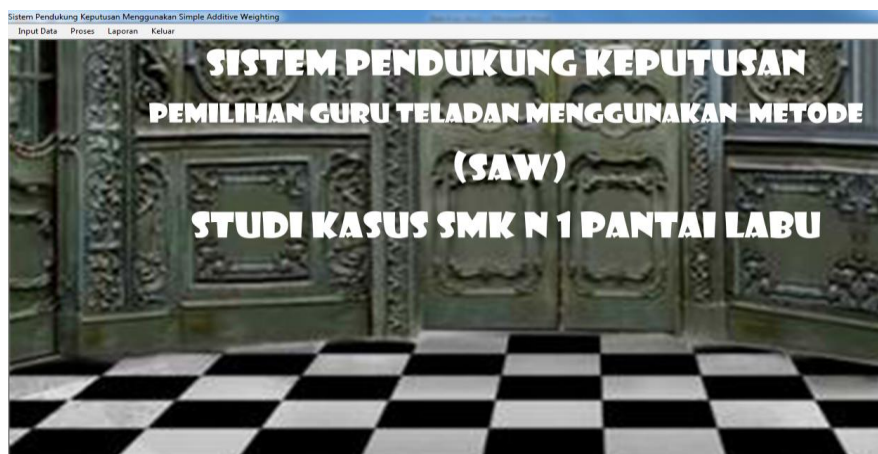 Sistem Pendukung Keputusan Menggunakan Simple Additive Weighting
Input Data Proses Laporan Keluar
SISTEM PENDUKUNG KEPUTUSAN
PEMILIHAN GURU TELADAN MENGGUNAKAN METODE
(SAW)
STUDI KASUS SMK N 1 PANTAI LABU